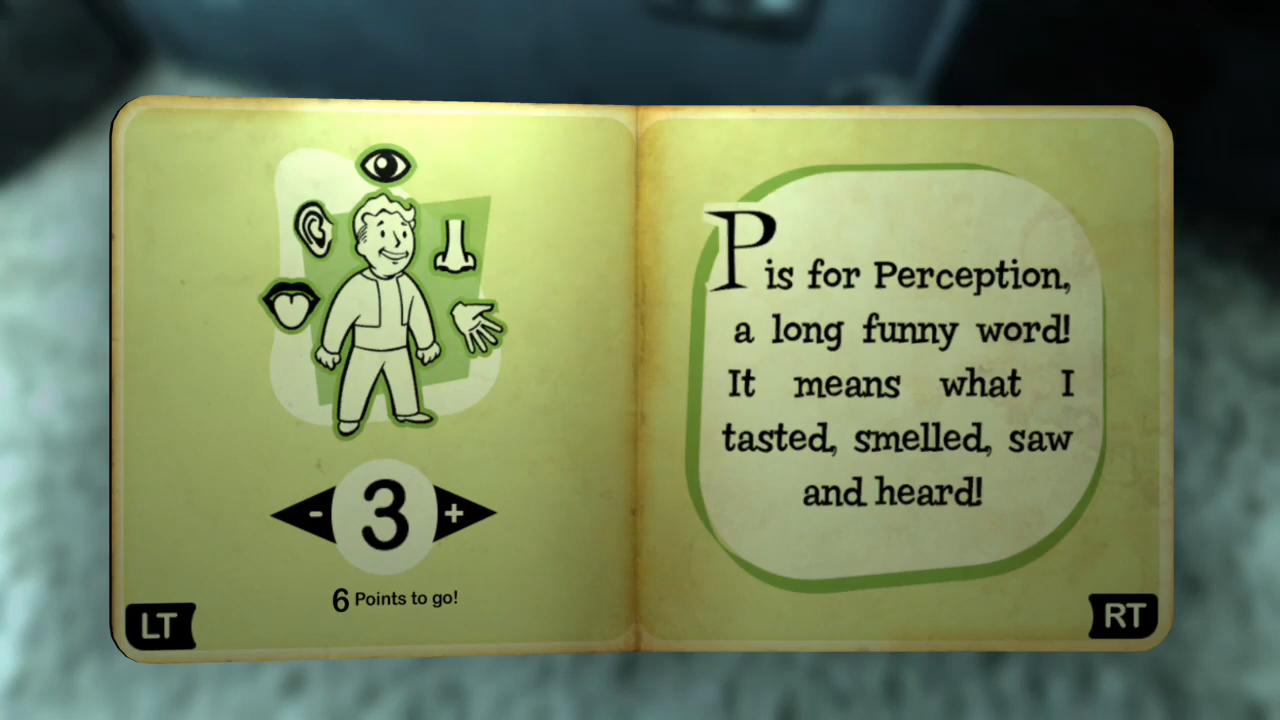 -
3
+
6 Points to go!
LT
P is for Perception,
a long funny word!
It means what I
tasted, smelled, saw
and heard!
RT